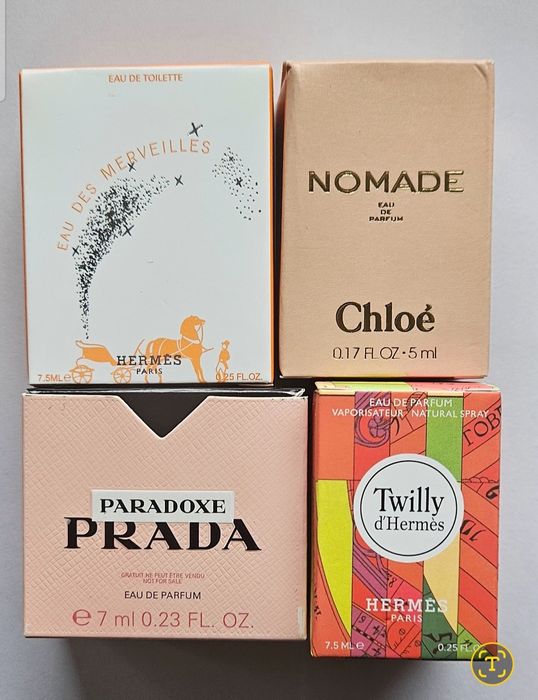 EAU DE TOILETTE
EAU DES MERVEILLES
HERMÈS
PARIS
7.5ML e
0.25 FL.OZ.
NOMADE
EAU
DE
PARFUM
Chloé
0.17 FL.OZ • 5 ml
PARADOXE
PRADA
GRATUIT NE PEUT ÊTRE VENDU
NOT FOR SALE
EAU DE PARFUM
e 7 ml 0.23 FL. OZ.
EAU DE PARFUM
VAPORISATEUR · NATURAL SPRAY
Twilly
d'Hermès
HERMÈS
PARIS
7.5 ML e
0.25 FL.O
T